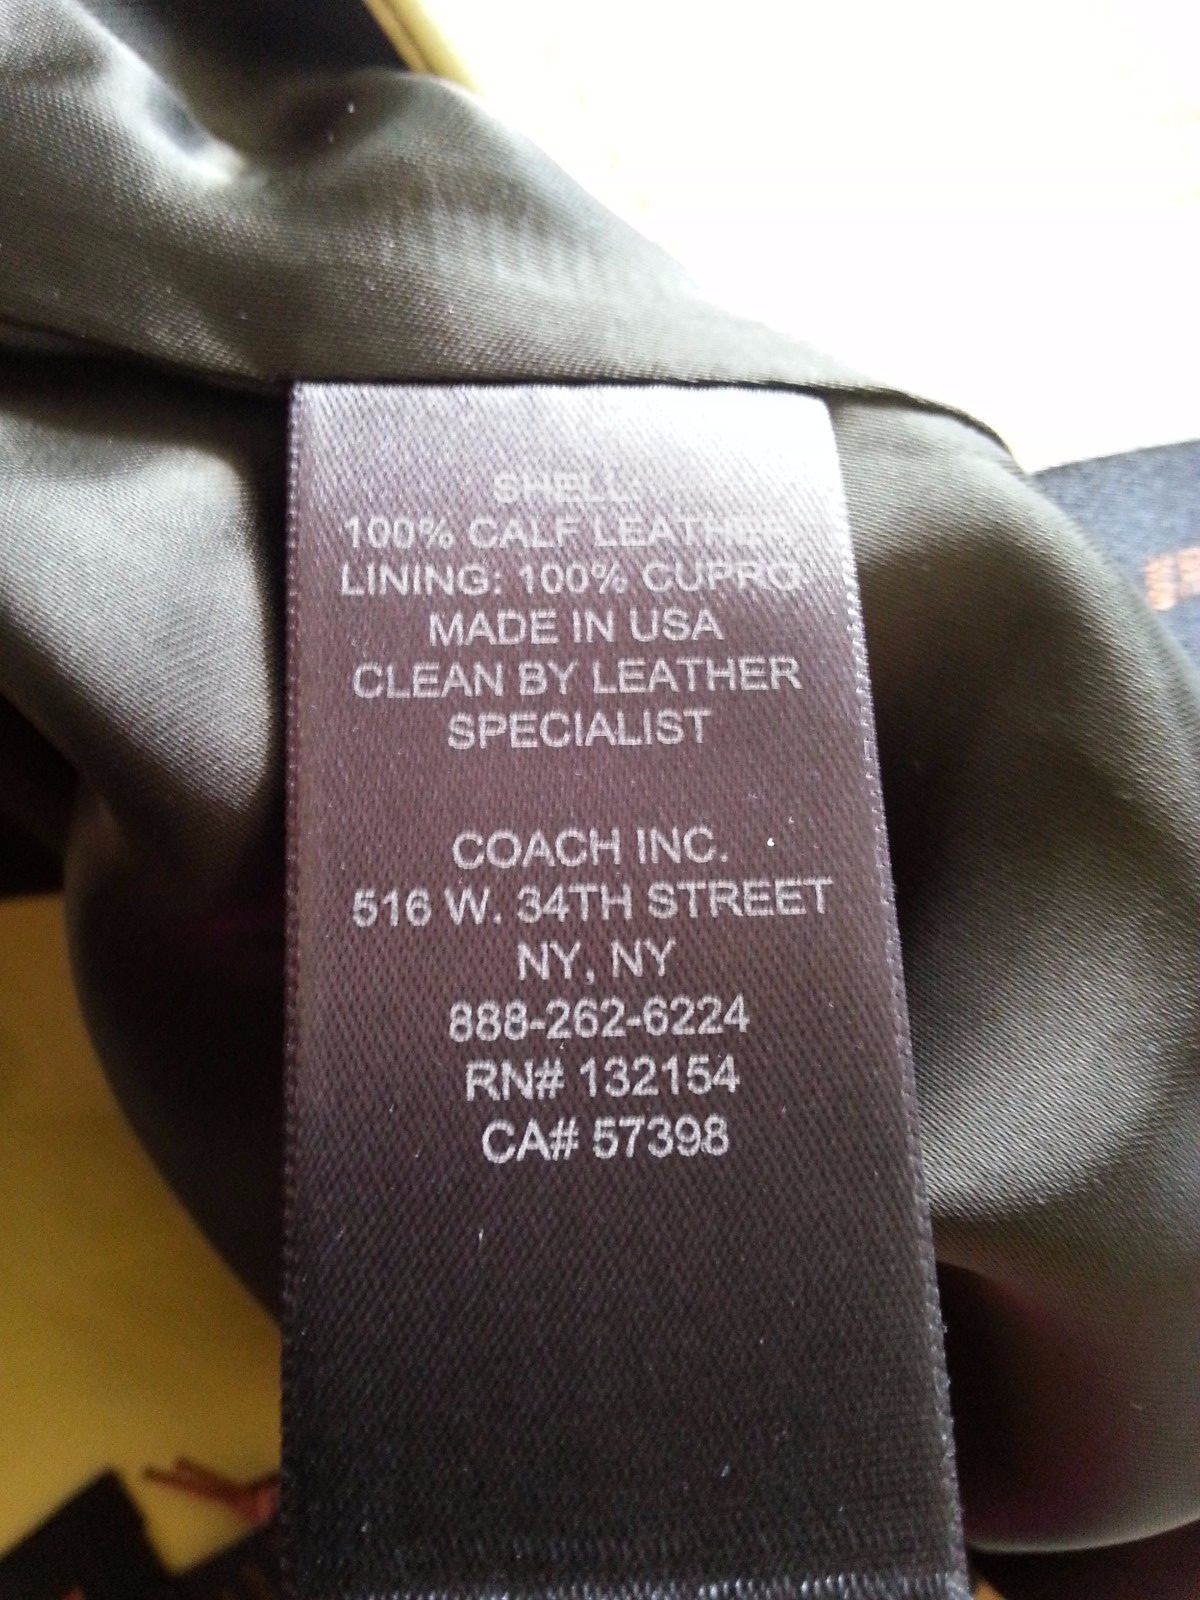 SHELL:
100% CALF LEATHER
LINING: 100% CUPRO
MADE IN USA
CLEAN BY LEATHER
SPECIALIST
COACH INC.
516 W. 34TH STREET
NY, NY
888-262-6224
RN# 132154
CA# 57398